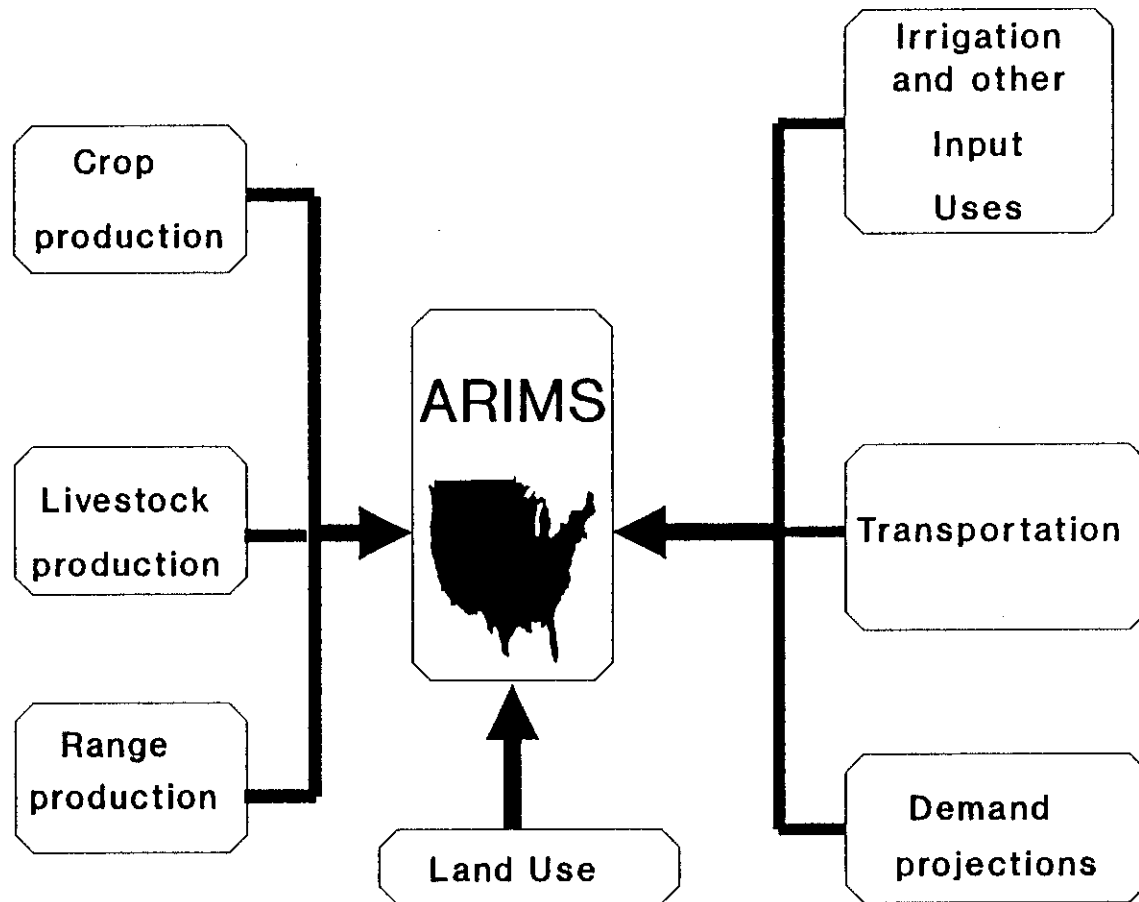 Crop
production
Livestock
production
Range
production
ARIMS
Land Use
Irrigation
and other
Input
Uses
Transportation
Demand
projections